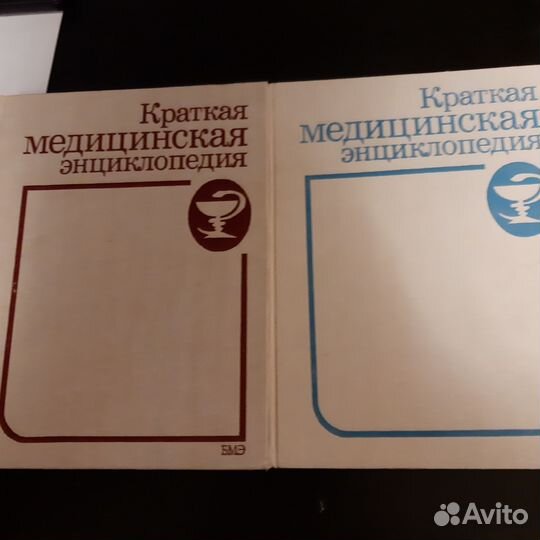 Краткая
медицинская
энциклопедия
БМЭ
Краткая
медицинская
энциклопедия
Avito